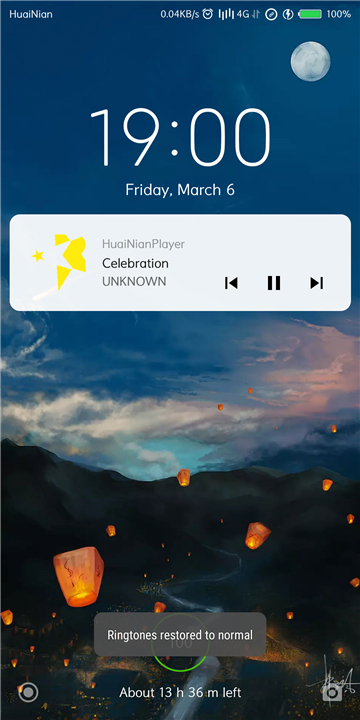 HuaiNian 0.04KB/s 4G 100%
19:00
Friday, March 6
HuaiNianPlayer
Celebration
UNKNOWN
Ringtones restored to normal
100
About 13 h 36 m left